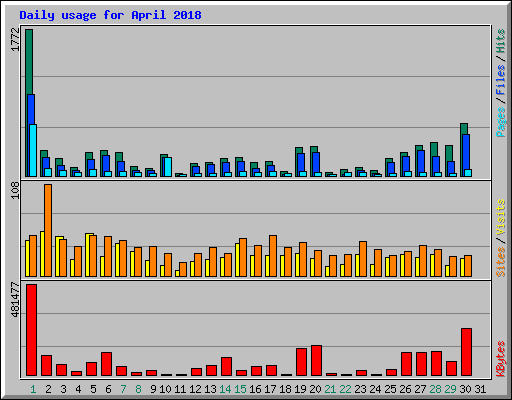 Daily usage for April 2018
1772
Pages / Files / Hits
108
Sites / Visits
481477
KBytes
1 2 3 4 5 6 7 8 9 10 11 12 13 14 15 16 17 18 19 20 21 22 23 24 25 26 27 28 29 30 31